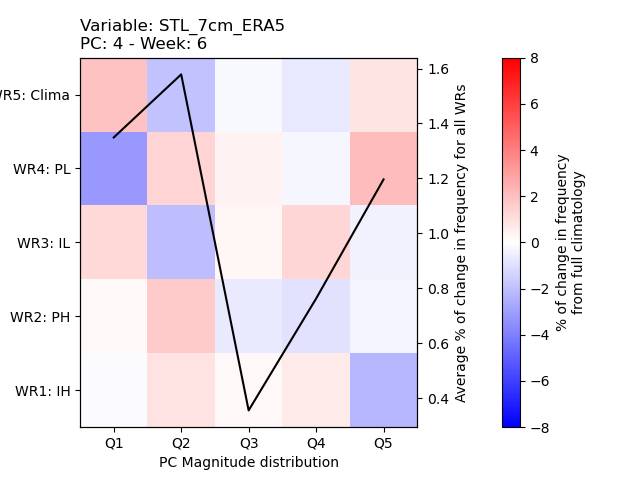 Variable: STL_7cm_ERA5
PC: 4 - Week: 6
R5: Clima
WR4: PL
WR3: IL
WR2: PH
WR1: IH
Q1 Q2 Q3 Q4 Q5
PC Magnitude distribution
1.6
1.4
1.2
1.0
0.8
0.6
0.4
Average % of change in frequency for all WRs
8
6
4
2
0
−2
−4
−6
−8
% of change in frequency
from full climatology